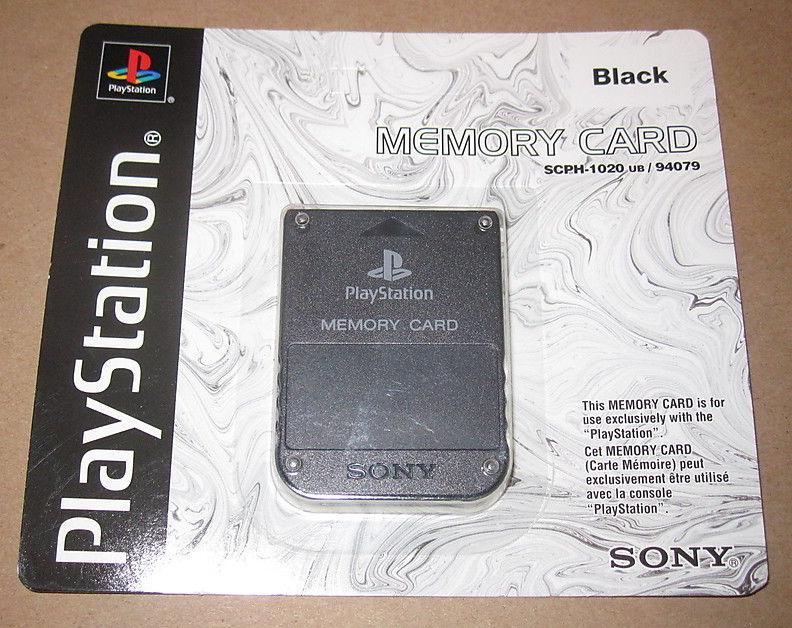 PlayStation
®
PlayStation®
Black
MEMORY CARD
SCPH-1020 UB / 94079
PlayStation
MEMORY CARD
SONY
This MEMORY CARD is for
use exclusively with the
"PlayStation".
Cet MEMORY CARD
(Carte Mémoire) peut
exclusivement être utilisé
avec la console
"PlayStation".
SONY®